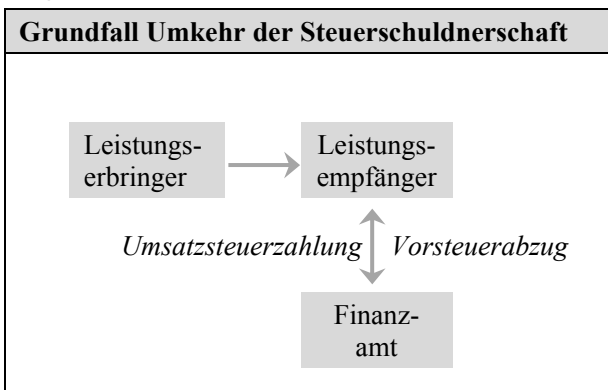 Grundfall Umkehr der Steuerschuldnerschaft
Leistungs-
erbringer
Leistungs-
empfänger
Umsatzsteuerzahlung
Vorsteuerabzug
Finanz-
amt